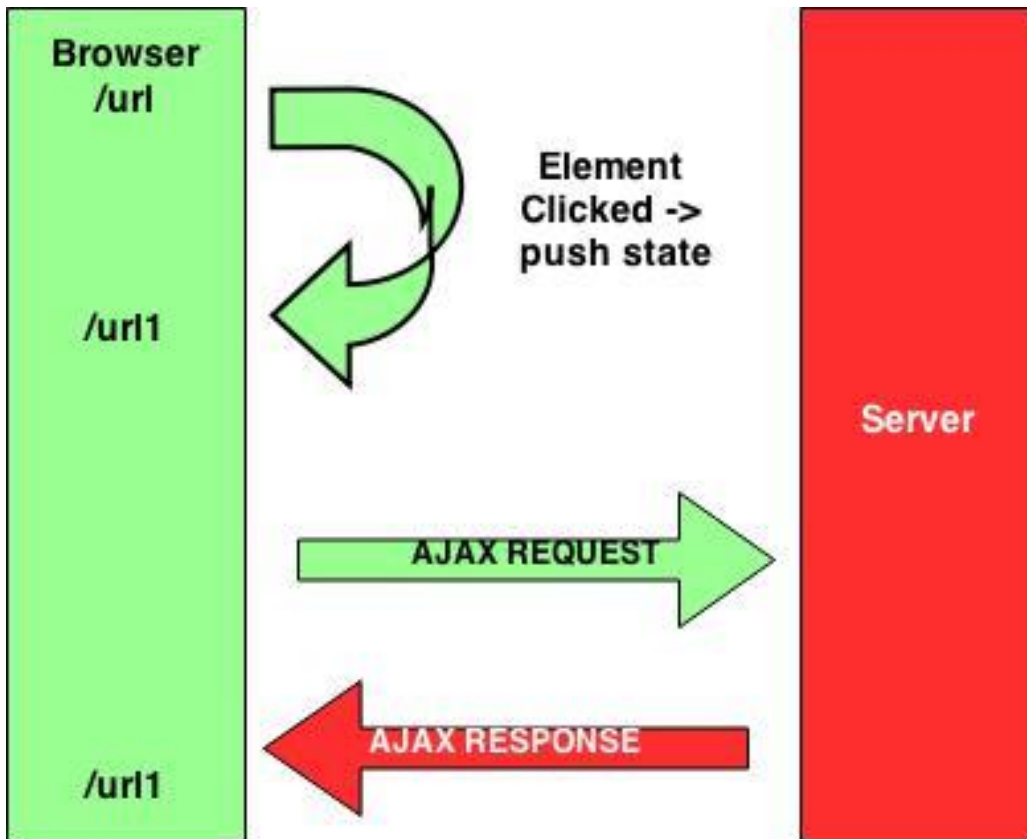 Browser
/url
Element
Clicked ->
push state
/url1
Server
AJAX REQUEST
AJAX RESPONSE
/url1